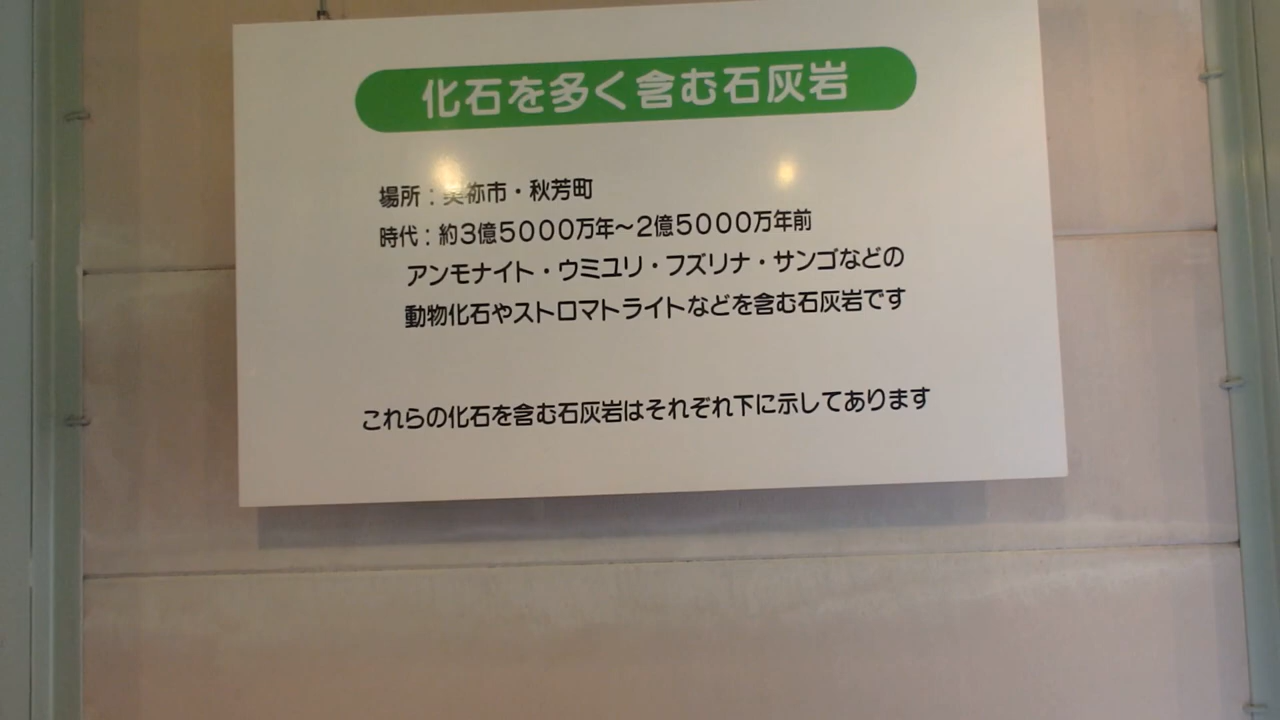 化石を多く含む石灰岩
場所：美祢市・秋芳町
時代：約3億5000万年～2億5000万年前
アンモナイト・ウミユリ・フズリナ・サンゴなどの
動物化石やストロマトライトなどを含む石灰岩です
これらの化石を含む石灰岩はそれぞれ下に示してあります